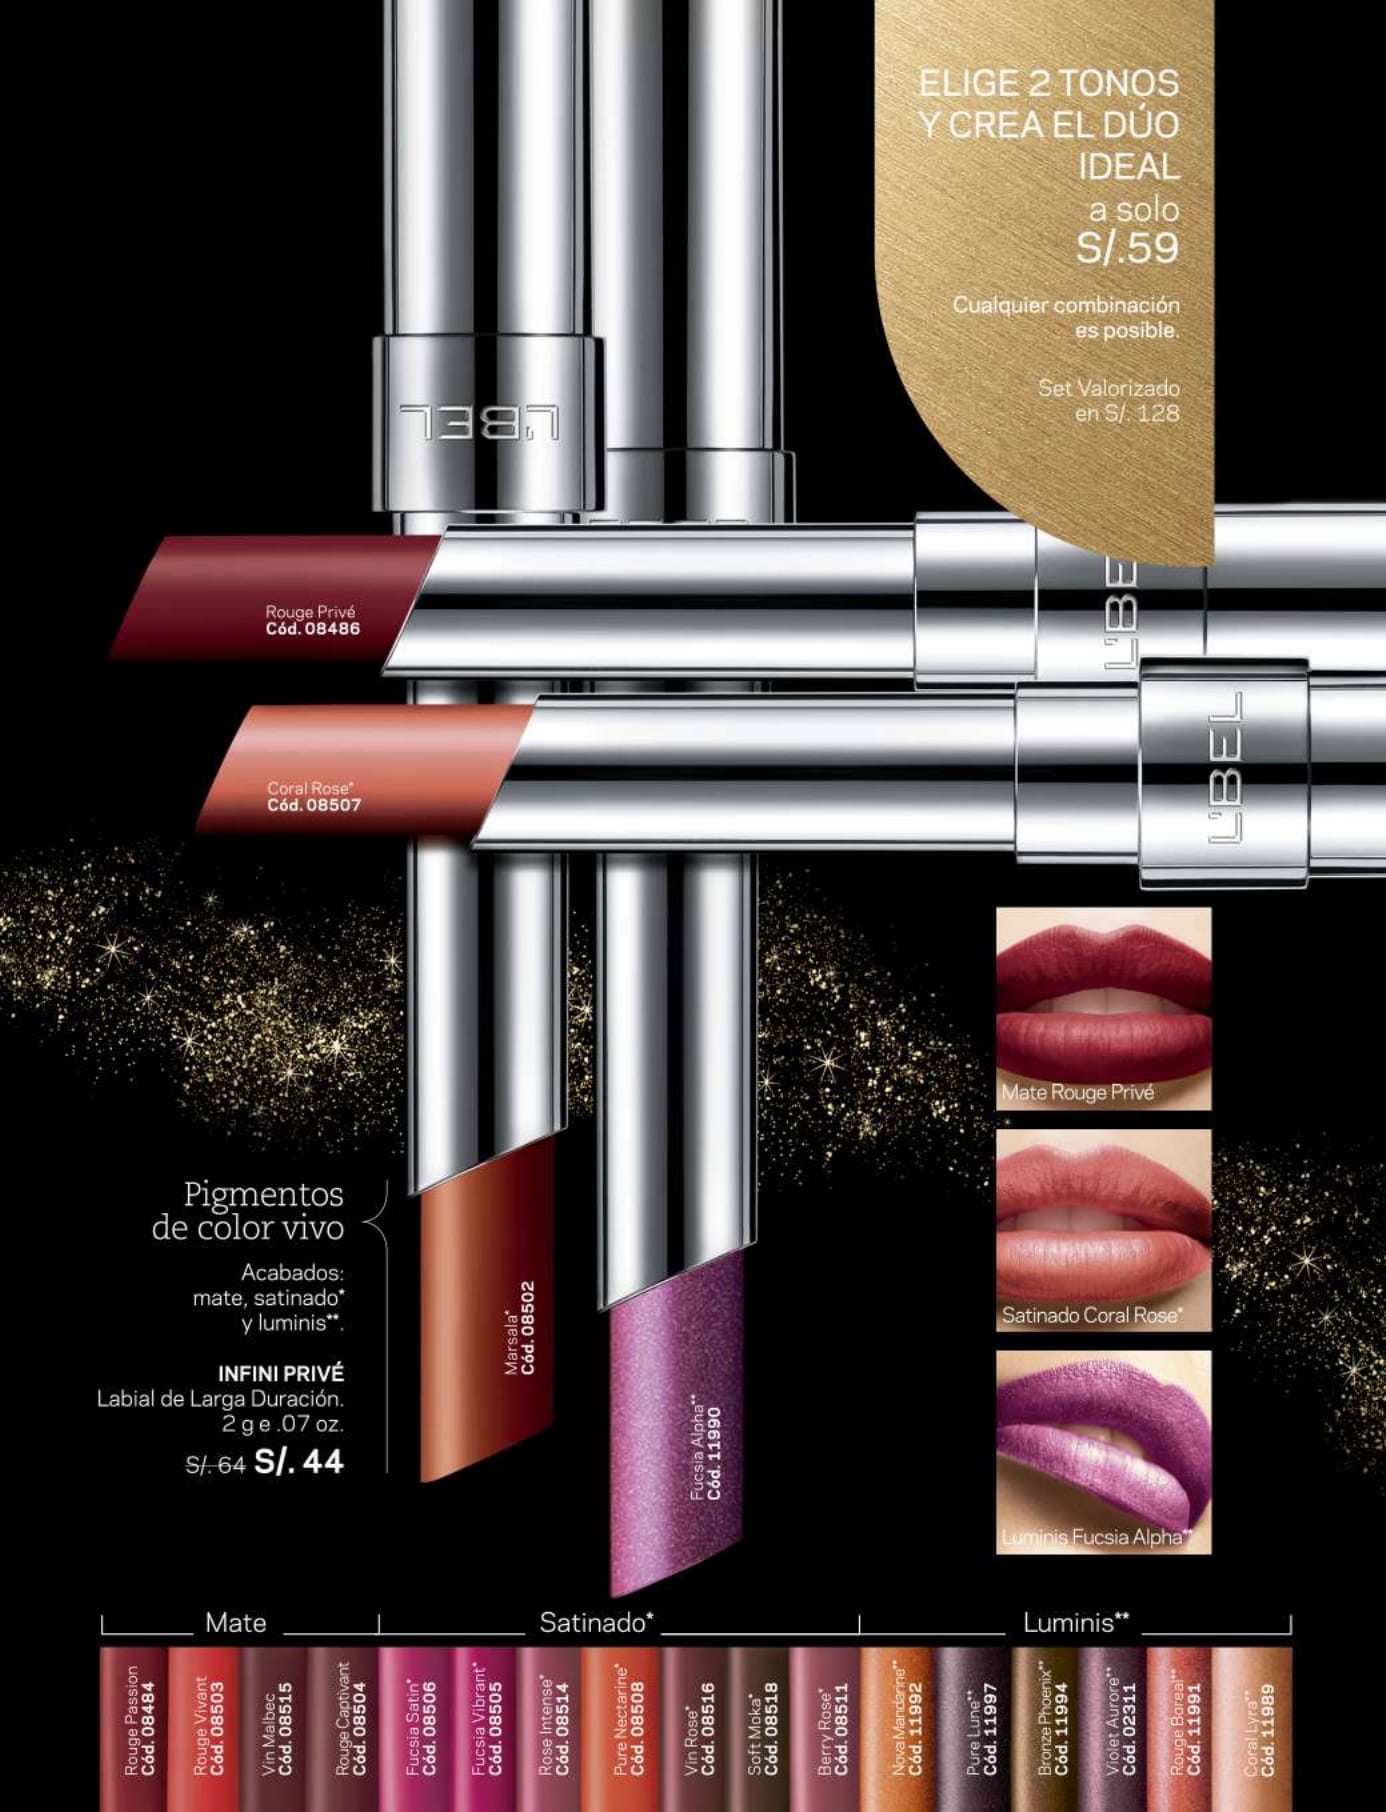 ELIGE 2 TONOS
Y CREA EL DÚO
IDEAL
a solo
S/.59
Cualquier combinación
es posible.
Set Valorizado
en S/. 128
L'BEL
L'BEL
L'BEL
Rouge Privé
Cód. 08486
Coral Rose*
Cód. 08507
Marsala*
Cód. 08502
Fucsia Alpha**
Cód. 11990
Mate Rouge Privé
Satinado Coral Rose*
Luminis Fucsia Alpha**
Pigmentos
de color vivo
Acabados:
mate, satinado*
y luminis**.
INFINI PRIVÉ
Labial de Larga Duración.
2 g e .07 oz.
S/. 64 S/. 44
Mate
Satinado*
Luminis**
Rouge Passion
Cód. 08484
Rouge Vivant
Cód. 08503
Vin Malbec
Cód. 08515
Rouge Captivant
Cód. 08504
Fucsia Satin*
Cód. 08506
Fucsia Vibrant*
Cód. 08505
Rose Intense*
Cód. 08514
Pure Nectarine*
Cód. 08508
Vin Rose*
Cód. 08516
Soft Moka*
Cód. 08518
Berry Rose*
Cód. 08511
Nova Mandarine**
Cód. 11992
Pure Lune**
Cód. 11997
Bronze Phoenix**
Cód. 11994
Violet Aurore**
Cód. 02311
Rouge Boreal**
Cód. 11991
Coral Lyra**
Cód. 11989